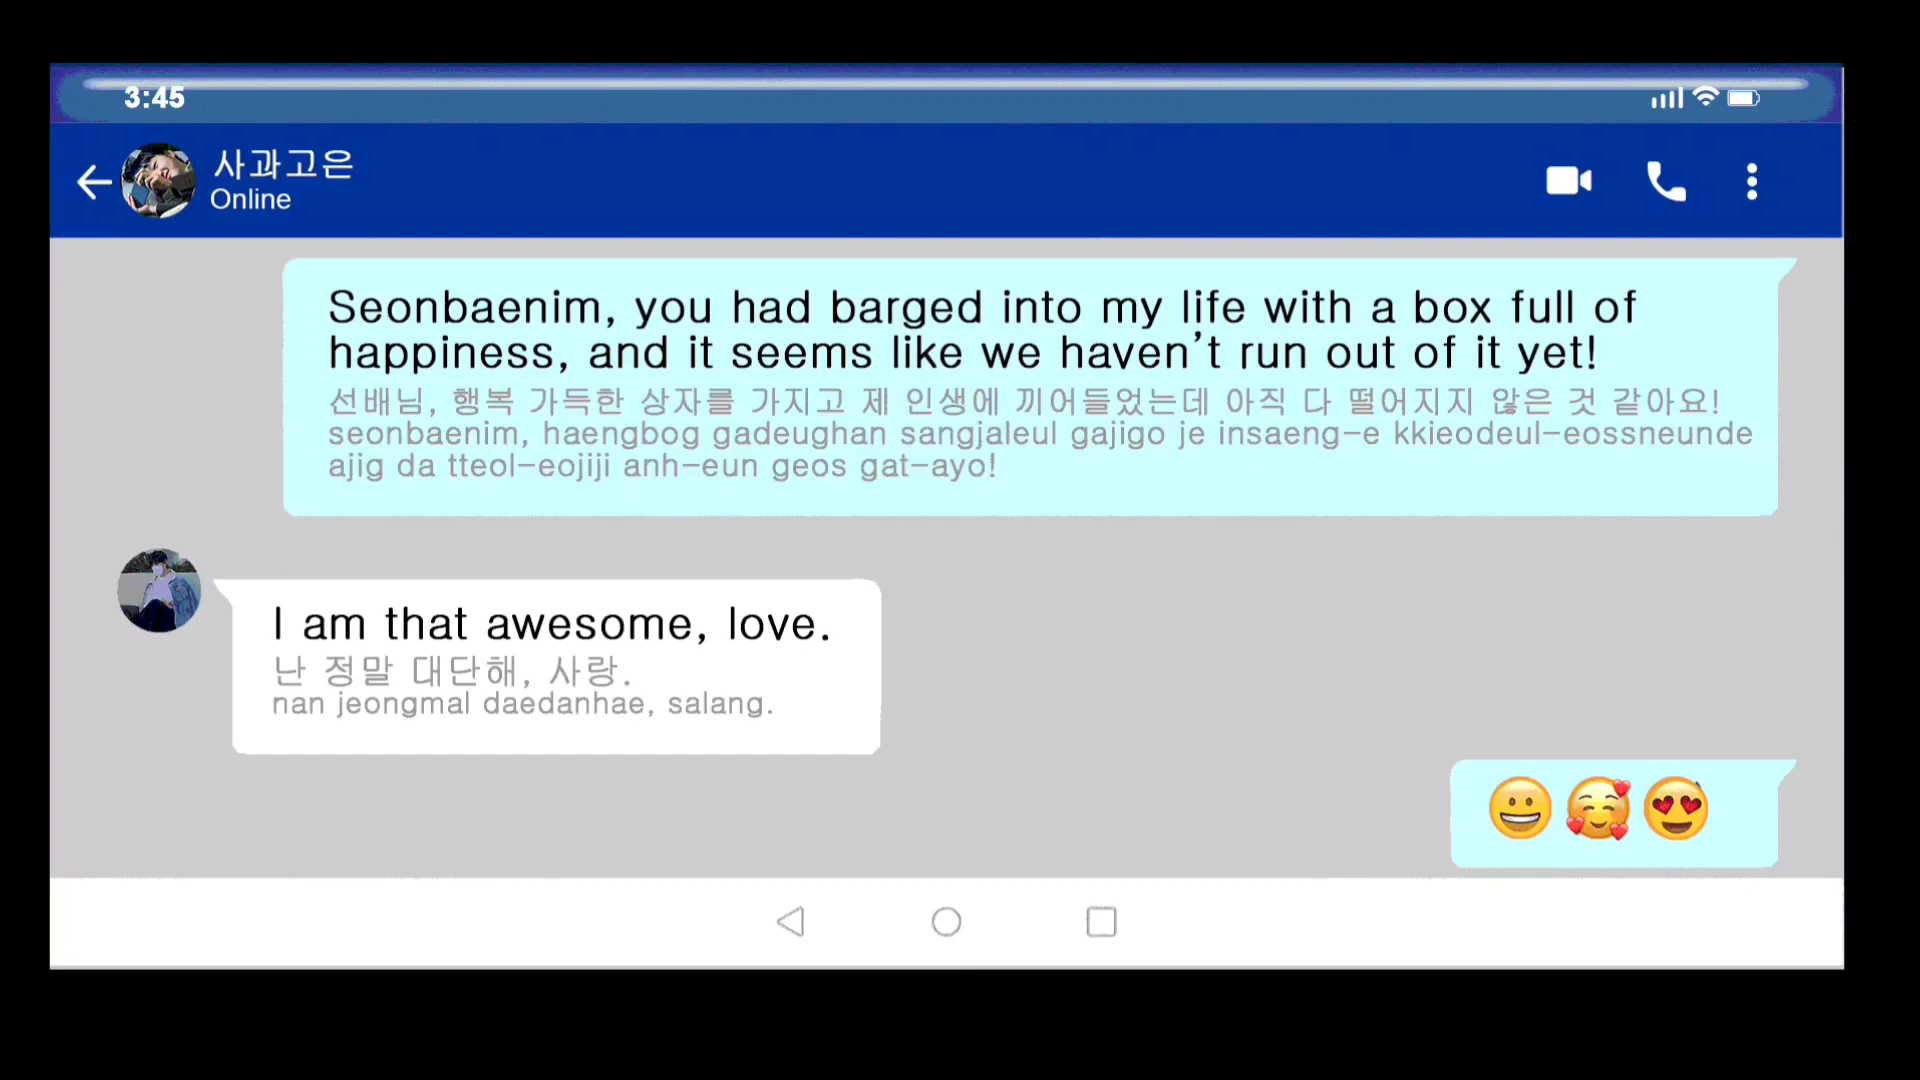 3:45
사과고은
Online
Seonbaenim, you had barged into my life with a box full of
happiness, and it seems like we haven't run out of it yet!
선배님, 행복 가득한 상자를 가지고 제 인생에 끼어들었는데 아직 다 떨어지지 않은 것 같아요!
seonbaenim, haengbog gadeughan sangjaleul gajigo je insaeng-e kkieodeul-eossneunde
ajig da tteol-eojiji anh-eun geos gat-ayo!
I am that awesome, love.
난 정말 대단해, 사랑.
nan jeongmal daedanhae, salang.